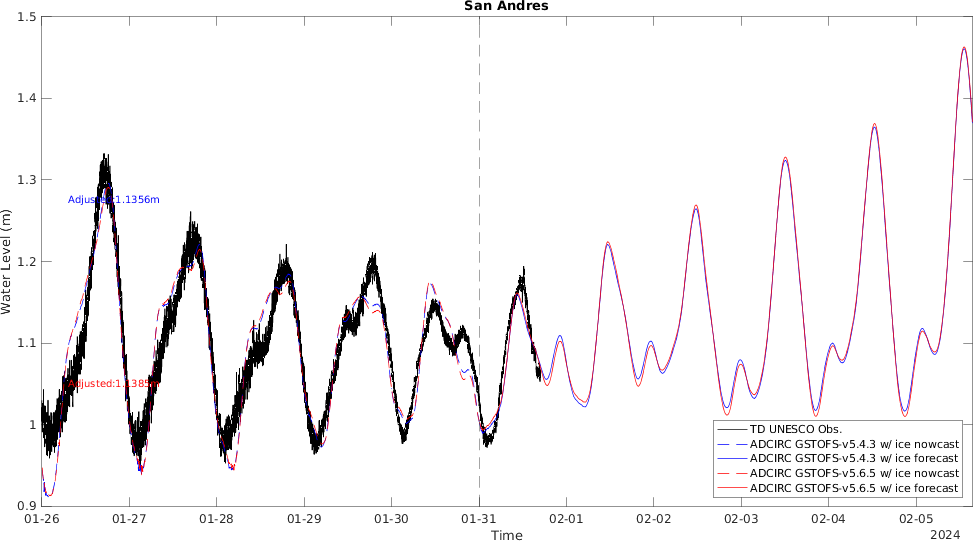 San Andres
1.5
1.4
1.3
1.2
1.1
1
0.9
Water Level (m)
Adjusted:1.1356m
Adjusted:1.1385m
TD UNESCO Obs.
ADCIRC GSTOFS-v5.4.3 w/ ice nowcast
ADCIRC GSTOFS-v5.4.3 w/ ice forecast
ADCIRC GSTOFS-v5.6.5 w/ ice nowcast
ADCIRC GSTOFS-v5.6.5 w/ ice forecast
01-26 01-27 01-28 01-29 01-30 01-31 02-01 02-02 02-03 02-04 02-05
Time
2024